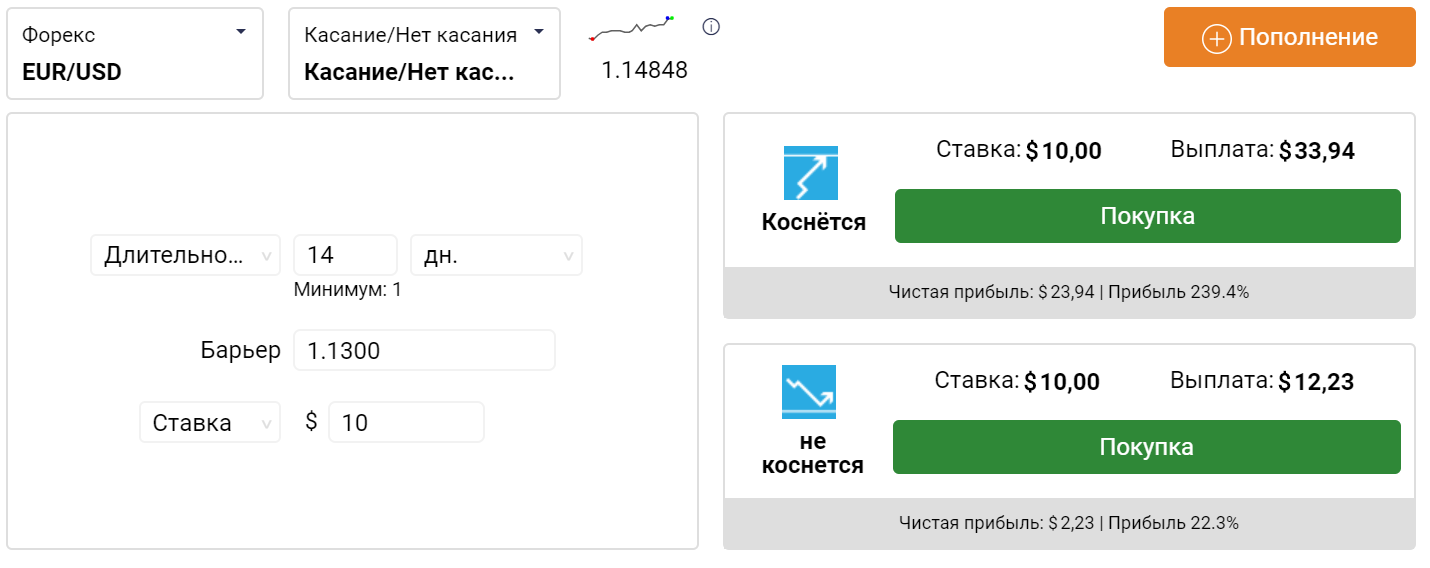 Форекс
EUR/USD
Касание/Нет касания
Касание/Нет кас...
1.14848
Пополнение
Длительно...
14
дн.
Минимум: 1
Барьер
1.1300
Ставка
$
10
Ставка: $10,00
Выплата: $33,94
Коснётся
Покупка
Чистая прибыль: $23,94 | Прибыль 239.4%
Ставка: $10,00
Выплата: $12,23
не
коснется
Покупка
Чистая прибыль: $2,23 | Прибыль 22.3%